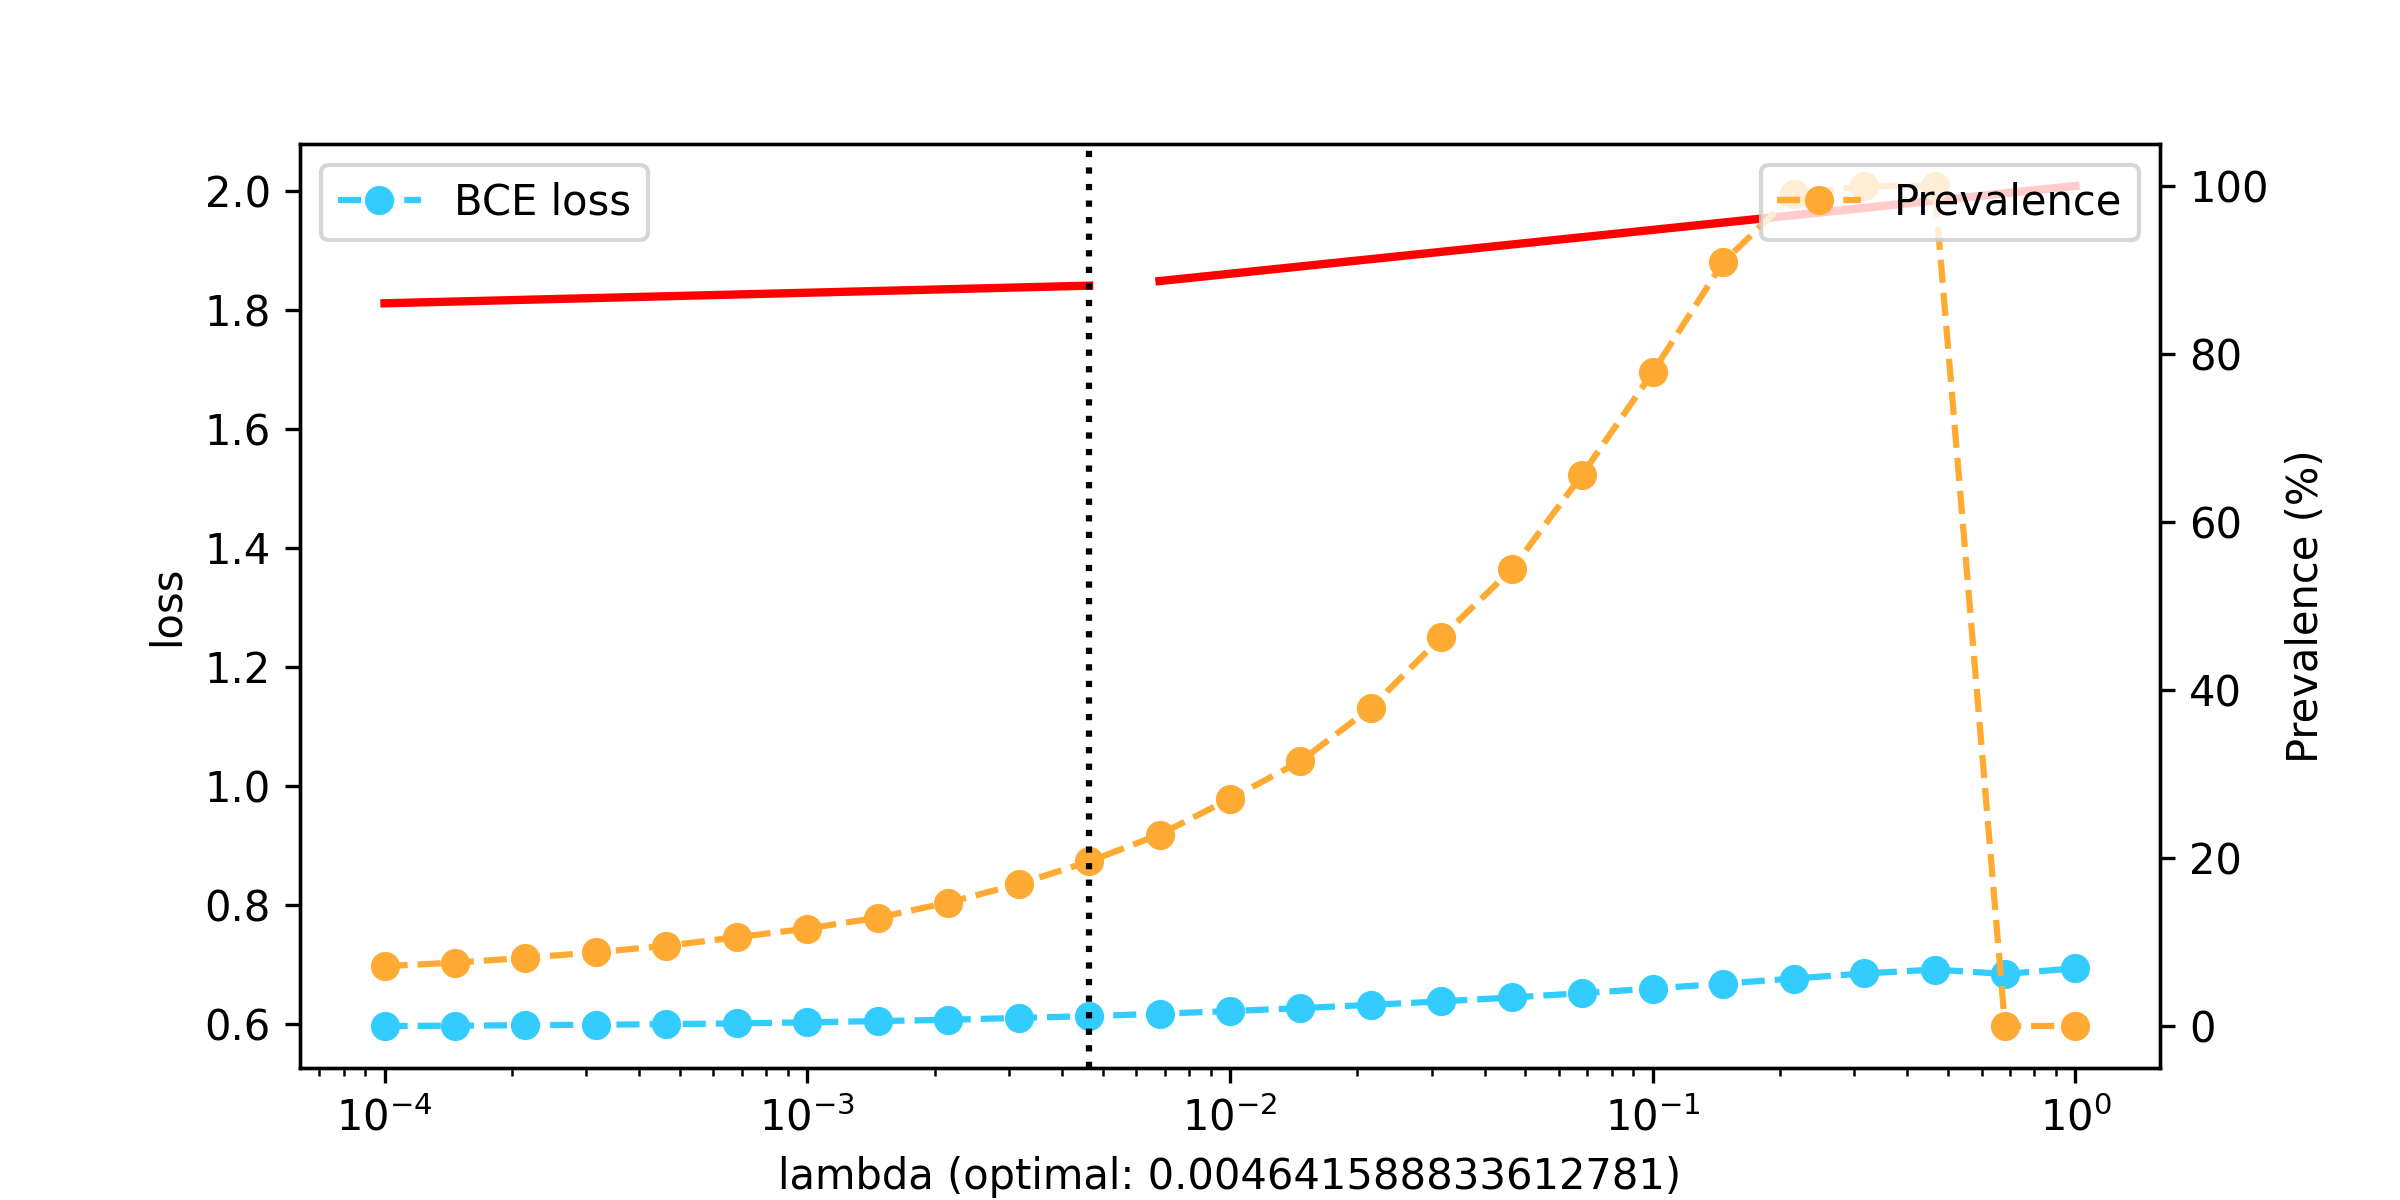 BCE loss
Prevalence
2.0
1.8
1.6
1.4
1.2
1.0
0.8
0.6
loss
100
80
60
40
20
0
Prevalence (%)
10⁻⁴ 10⁻³ 10⁻² 10⁻¹ 10⁰
lambda (optimal: 0.004641588833612781)